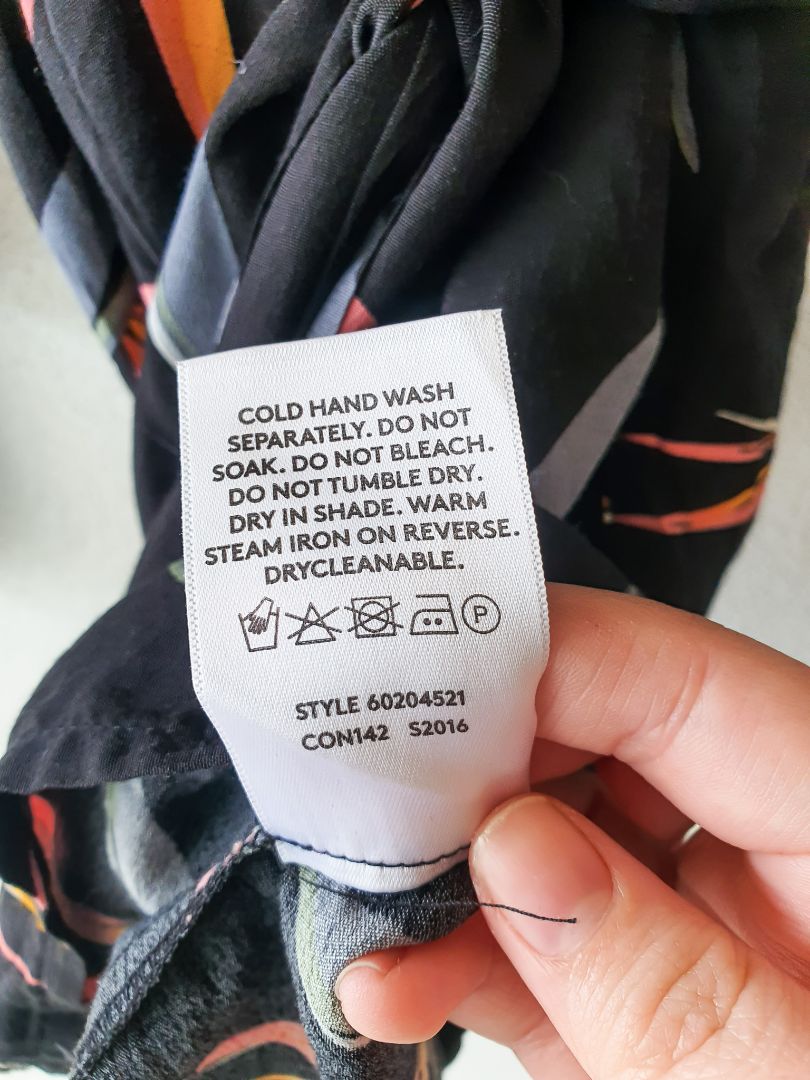 COLD HAND WASH
SEPARATELY. DO NOT
SOAK. DO NOT BLEACH.
DO NOT TUMBLE DRY.
DRY IN SHADE. WARM
STEAM IRON ON REVERSE.
DRYCLEANABLE.
P
STYLE 60204521
CON142 S2016